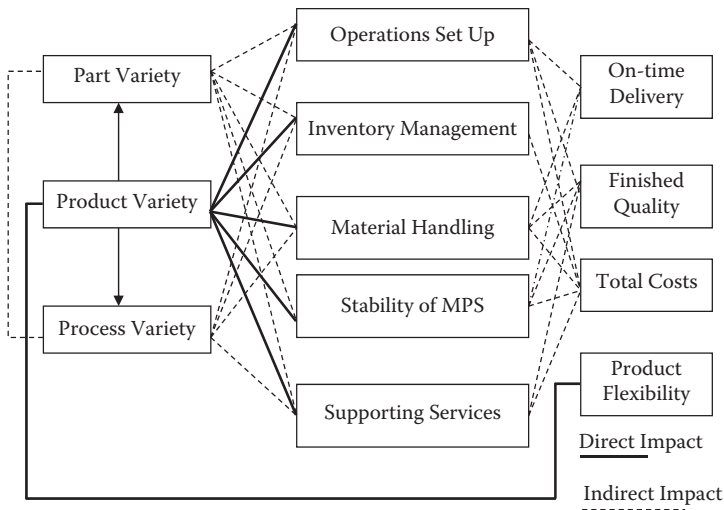 Part Variety
Product Variety
Process Variety
Operations Set Up
Inventory Management
Material Handling
Stability of MPS
Supporting Services
On-time
Delivery
Finished
Quality
Total Costs
Product
Flexibility
Direct Impact
Indirect Impact